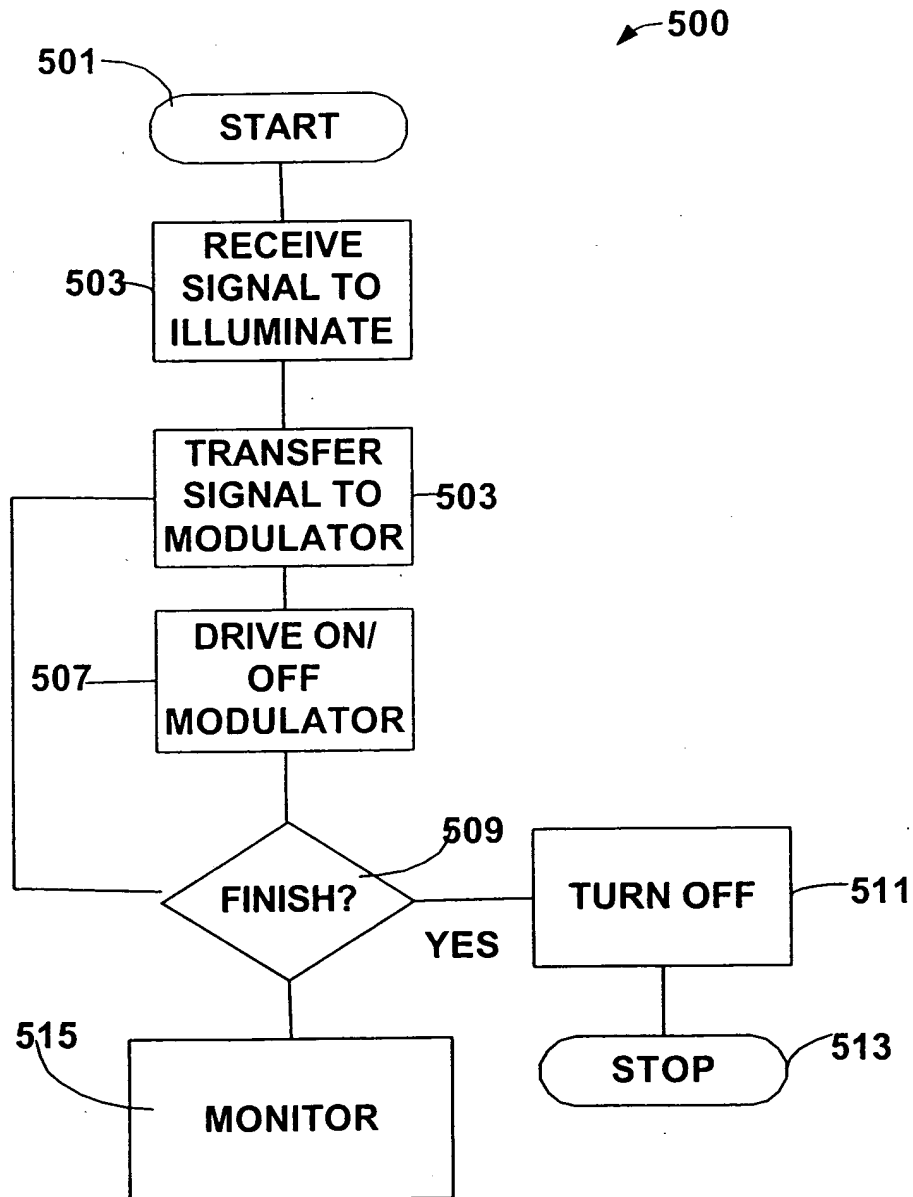 500
501
START
RECEIVE
SIGNAL TO
ILLUMINATE
503
TRANSFER
SIGNAL TO
MODULATOR
503
DRIVE ON/
OFF
MODULATOR
507
509
FINISH?
YES
TURN OFF
511
STOP
513
515
MONITOR